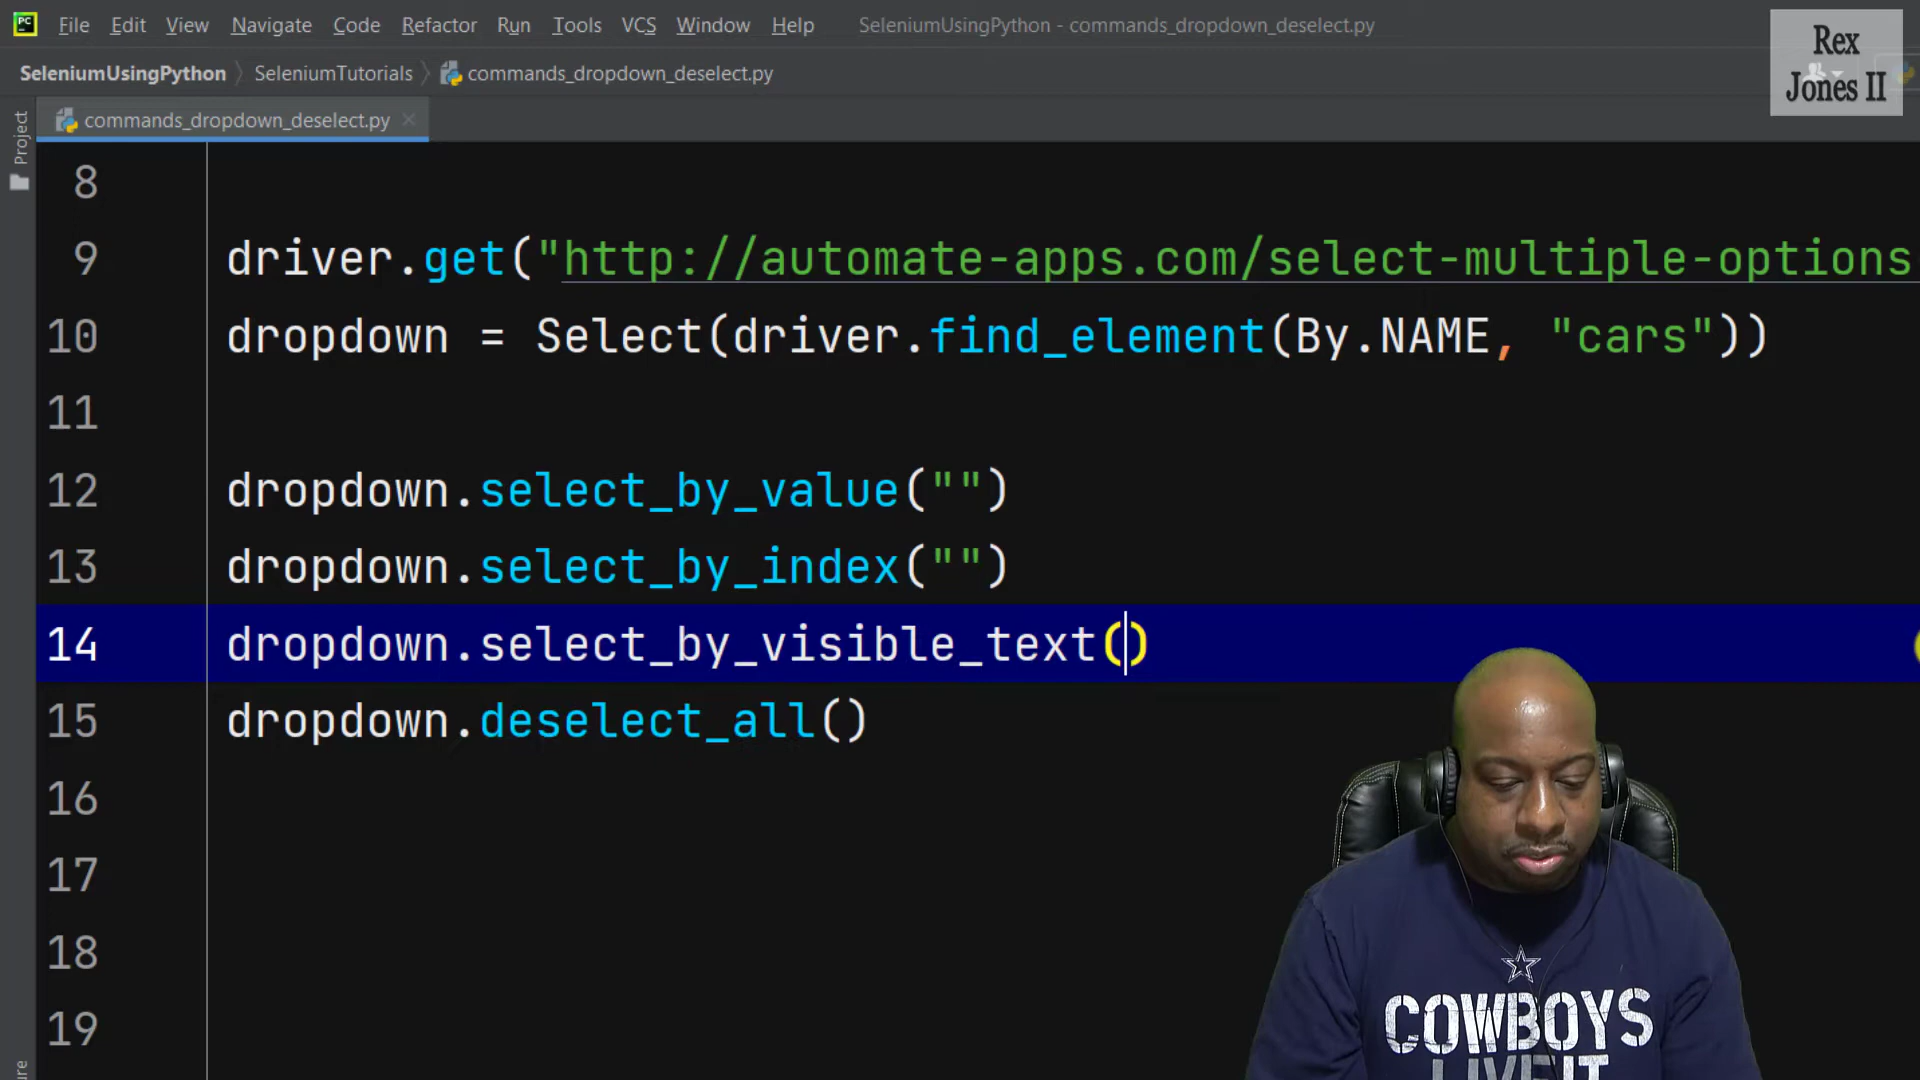 File Edit View Navigate Code Refactor Run Tools VCS Window Help SeleniumUsingPython - commands_dropdown_deselect.py
Rex
Jones II
SeleniumUsingPython SeleniumTutorials commands_dropdown_deselect.py
commands_dropdown_deselect.py
Project
8
9 driver.get("http://automate-apps.com/select-multiple-options
10 dropdown = Select(driver.find_element(By.NAME, "cars"))
11
12 dropdown.select_by_value("")
13 dropdown.select_by_index("")
14 dropdown.select_by_visible_text()
15 dropdown.deselect_all()
16
17
18
19
COWBOYS
LIVE IT